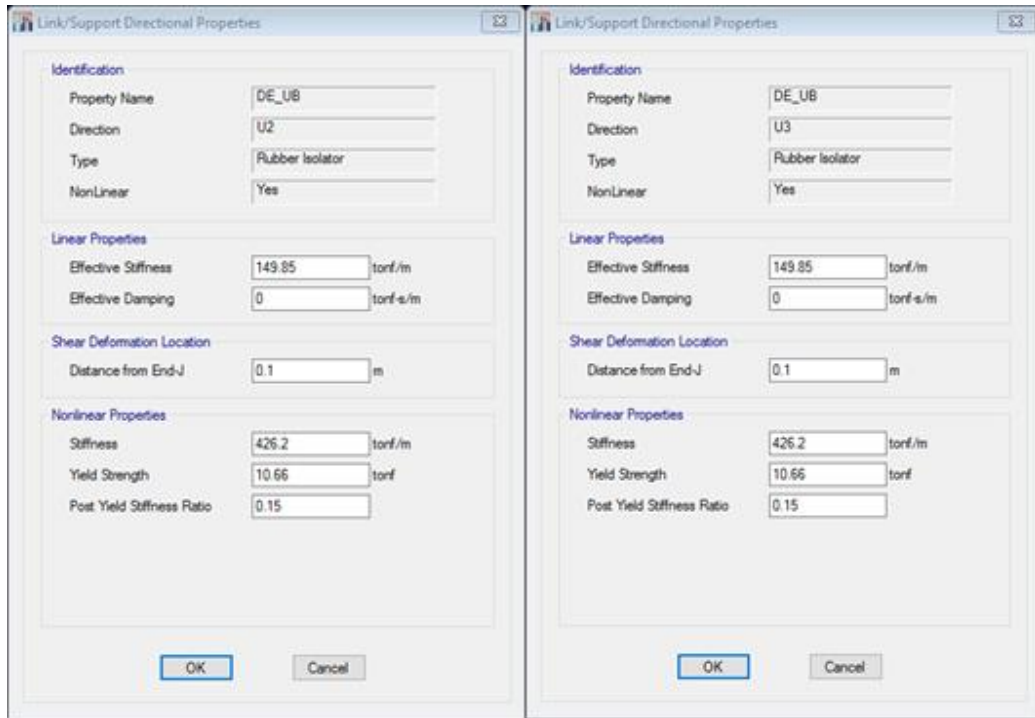 Link/Support Directional Properties
Identification
Property Name DE_UB
Direction U2
Type Rubber Isolator
NonLinear Yes
Linear Properties
Effective Stiffness 149.85 tonf/m
Effective Damping 0 tonf-s/m
Shear Deformation Location
Distance from End-J 0.1 m
Nonlinear Properties
Stiffness 426.2 tonf/m
Yield Strength 10.66 tonf
Post Yield Stiffness Ratio 0.15
OK Cancel
Link/Support Directional Properties
Identification
Property Name DE_UB
Direction U3
Type Rubber Isolator
NonLinear Yes
Linear Properties
Effective Stiffness 149.85 tonf/m
Effective Damping 0 tonf-s/m
Shear Deformation Location
Distance from End-J 0.1 m
Nonlinear Properties
Stiffness 426.2 tonf/m
Yield Strength 10.66 tonf
Post Yield Stiffness Ratio 0.15
OK Cancel